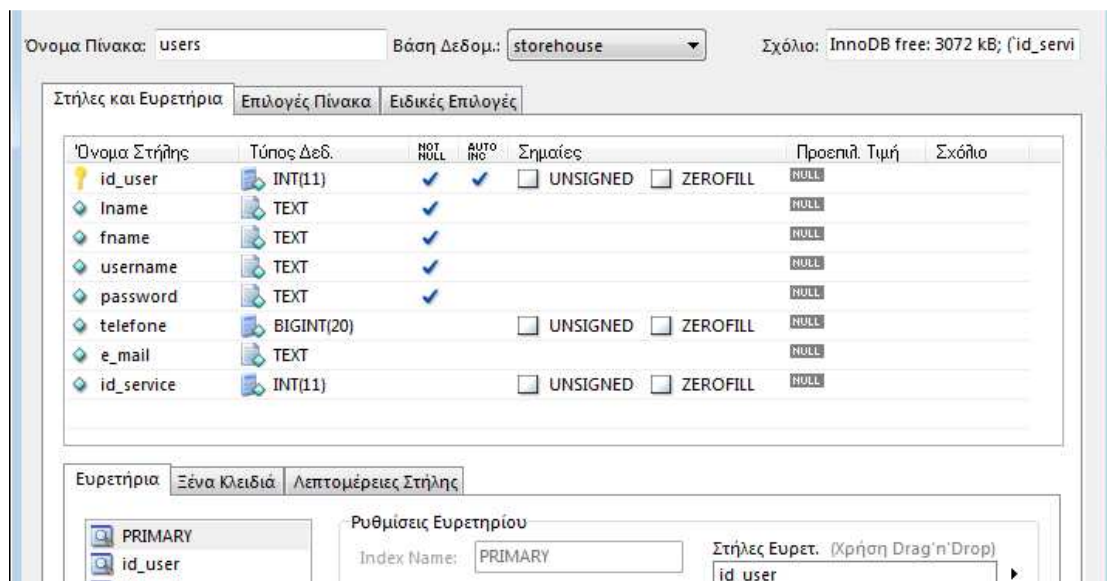 Όνομα Πίνακα: users Βάση Δεδομ.: storehouse Σχόλιο: InnoDB free: 3072 kB; (`id_servi
Στήλες και Ευρετήρια Επιλογές Πίνακα Ειδικές Επιλογές
Όνομα Στήλης Τύπος Δεδ. NOT NULL AUTO INC Σημαίες Προεπιλ. Τιμή Σχόλιο
id_user INT(11) UNSIGNED ZEROFILL NULL
lname TEXT NULL
fname TEXT NULL
username TEXT NULL
password TEXT NULL
telefone BIGINT(20) UNSIGNED ZEROFILL NULL
e_mail TEXT NULL
id_service INT(11) UNSIGNED ZEROFILL NULL
Ευρετήρια Ξένα Κλειδιά Λεπτομέρειες Στήλης
Ρυθμίσεις Ευρετηρίου
PRIMARY Index Name: PRIMARY Στήλες Ευρετ. (Χρήση Drag'n'Drop)
id_user id_user